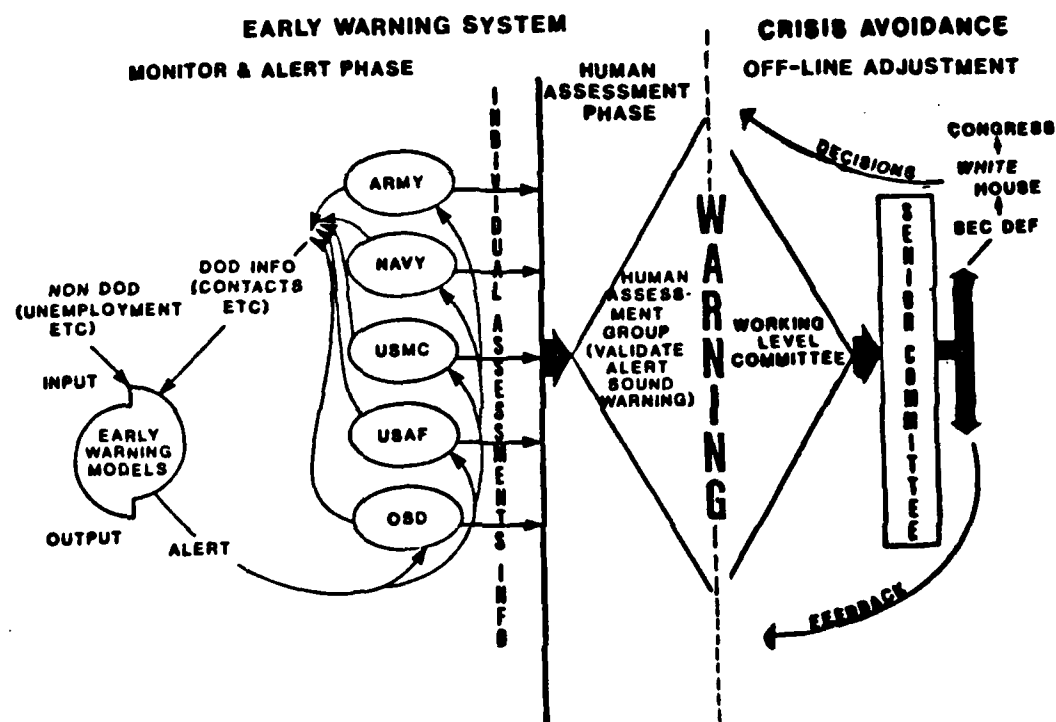 EARLY WARNING SYSTEM
CRISIS AVOIDANCE
MONITOR & ALERT PHASE
HUMAN
ASSESSMENT
PHASE
OFF-LINE ADJUSTMENT
INDIVIDUAL ASSESSMENTS INFO
CONGRESS
WHITE
HOUSE
SEC DEF
DECISIONS
ARMY
NAVY
USMC
USAF
OSD
DOD INFO
(CONTACTS
ETC)
NON DOD
(UNEMPLOYMENT
ETC)
INPUT
EARLY
WARNING
MODELS
OUTPUT
ALERT
HUMAN
ASSESS-
MENT
GROUP
(VALIDATE
ALERT
SOUND
WARNING)
WARNING
WORKING
LEVEL
COMMITTEE
SENIOR COMMITTEE
FEEDBACK